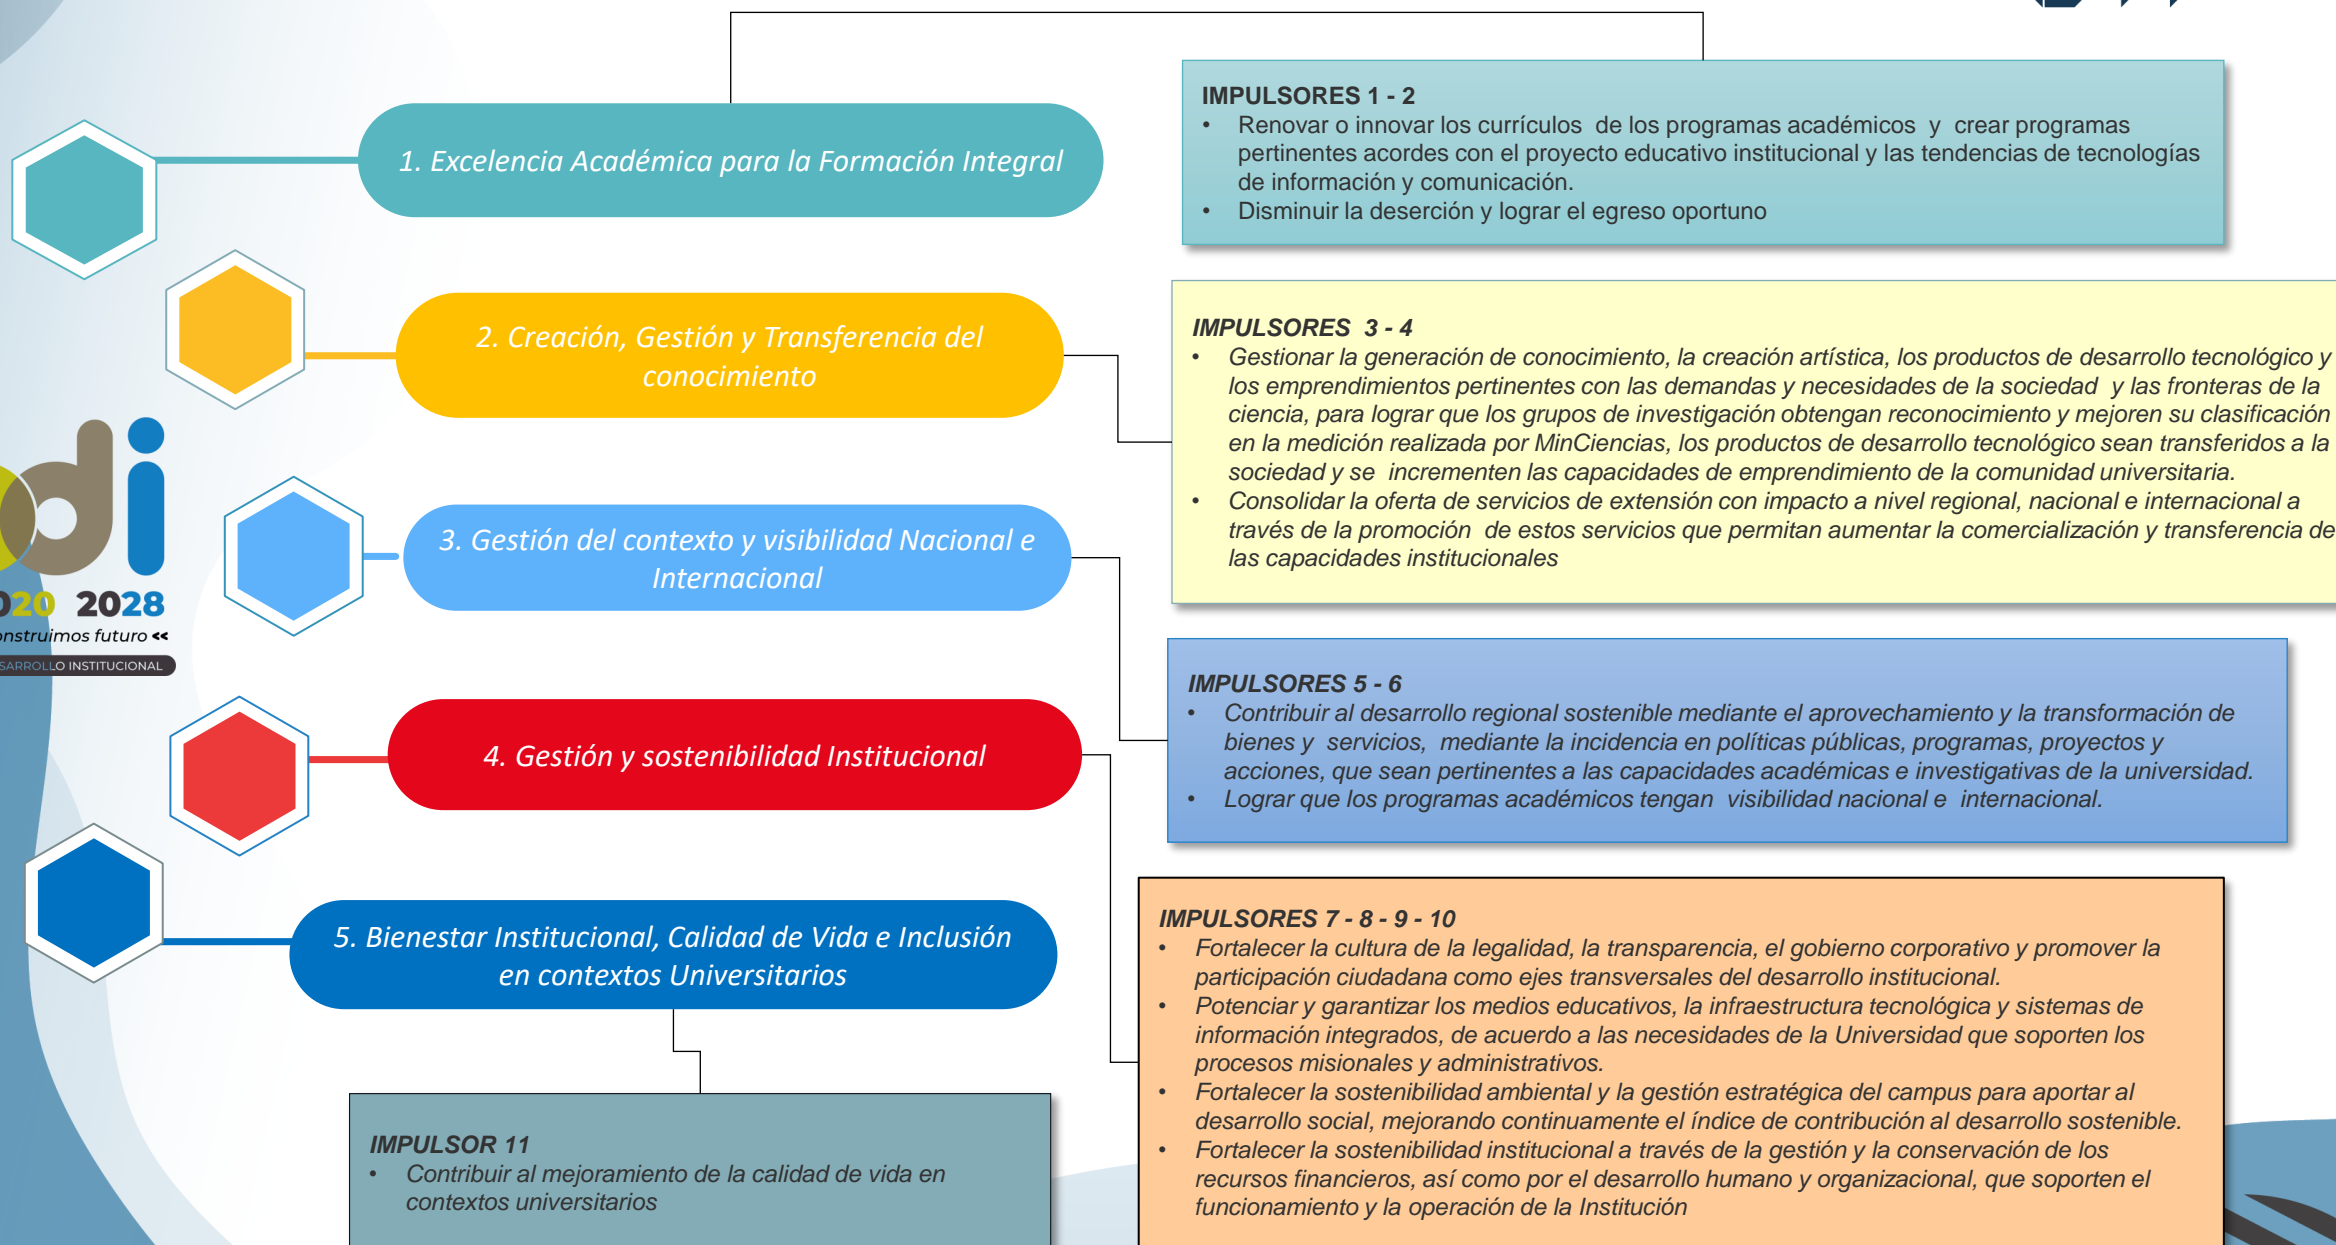 1. Excelencia Académica para la Formación Integral
IMPULSORES 1 - 2
• Renovar o innovar los currículos de los programas académicos y crear programas
pertinentes acordes con el proyecto educativo institucional y las tendencias de tecnologías
de información y comunicación.
• Disminuir la deserción y lograr el egreso oportuno
2. Creación, Gestión y Transferencia del
conocimiento
IMPULSORES 3 - 4
• Gestionar la generación de conocimiento, la creación artística, los productos de desarrollo tecnológico y
los emprendimientos pertinentes con las demandas y necesidades de la sociedad y las fronteras de la
ciencia, para lograr que los grupos de investigación obtengan reconocimiento y mejoren su clasificación
en la medición realizada por MinCiencias, los productos de desarrollo tecnológico sean transferidos a la
sociedad y se incrementen las capacidades de emprendimiento de la comunidad universitaria.
• Consolidar la oferta de servicios de extensión con impacto a nivel regional, nacional e internacional a
través de la promoción de estos servicios que permitan aumentar la comercialización y transferencia de
las capacidades institucionales
di
020 2028
onstruimos futuro <<
SARROLLO INSTITUCIONAL
3. Gestión del contexto y visibilidad Nacional e
Internacional
IMPULSORES 5 - 6
• Contribuir al desarrollo regional sostenible mediante el aprovechamiento y la transformación de
bienes y servicios, mediante la incidencia en políticas públicas, programas, proyectos y
acciones, que sean pertinentes a las capacidades académicas e investigativas de la universidad.
• Lograr que los programas académicos tengan visibilidad nacional e internacional.
4. Gestión y sostenibilidad Institucional
IMPULSORES 7 - 8 - 9 - 10
• Fortalecer la cultura de la legalidad, la transparencia, el gobierno corporativo y promover la
participación ciudadana como ejes transversales del desarrollo institucional.
• Potenciar y garantizar los medios educativos, la infraestructura tecnológica y sistemas de
información integrados, de acuerdo a las necesidades de la Universidad que soporten los
procesos misionales y administrativos.
• Fortalecer la sostenibilidad ambiental y la gestión estratégica del campus para aportar al
desarrollo social, mejorando continuamente el índice de contribución al desarrollo sostenible.
• Fortalecer la sostenibilidad institucional a través de la gestión y la conservación de los
recursos financieros, así como por el desarrollo humano y organizacional, que soporten el
funcionamiento y la operación de la Institución
5. Bienestar Institucional, Calidad de Vida e Inclusión
en contextos Universitarios
IMPULSOR 11
• Contribuir al mejoramiento de la calidad de vida en
contextos universitarios